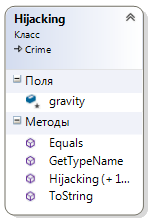 Hijacking
Класс
Crime
Поля
gravity
Методы
Equals
GetTypeName
Hijacking (+ 1...
ToString